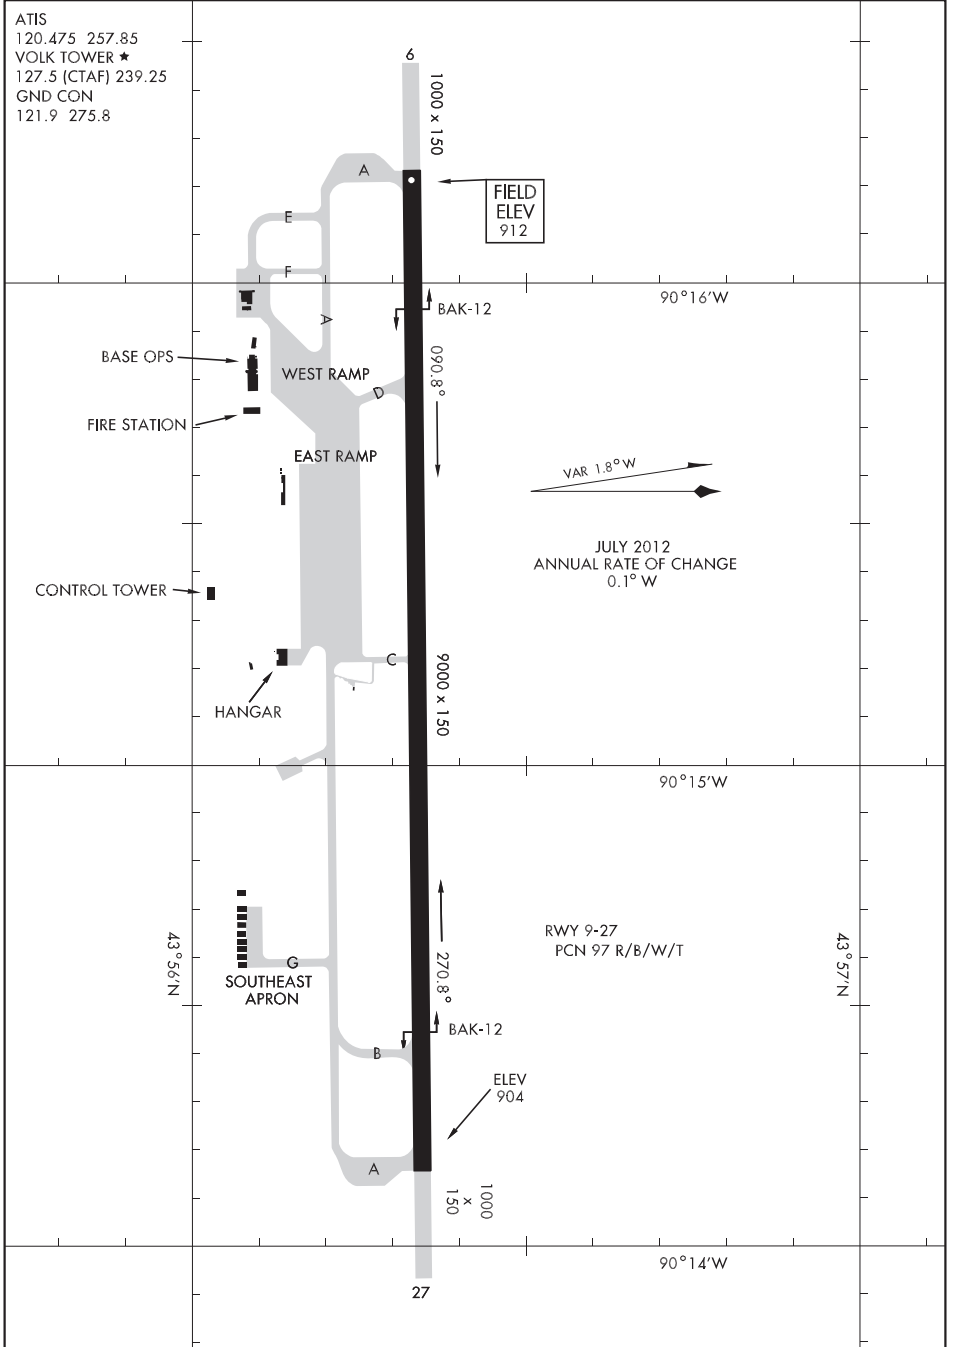 ATIS
120.475 257.85
VOLK TOWER ★
127.5 (CTAF) 239.25
GND CON
121.9 275.8
9
1000 x 150
A
FIELD
ELEV
912
E
F
90°16'W
BAK-12
A
090.8°
BASE OPS
WEST RAMP
D
FIRE STATION
EAST RAMP
VAR 1.8° W
JULY 2012
ANNUAL RATE OF CHANGE
0.1° W
CONTROL TOWER
C
9000 x 150
HANGAR
90°15'W
RWY 9-27
PCN 97 R/B/W/T
43°56'N
43°57'N
270.8°
G
SOUTHEAST
APRON
BAK-12
B
ELEV
904
A
1000
x
150
90°14'W
27